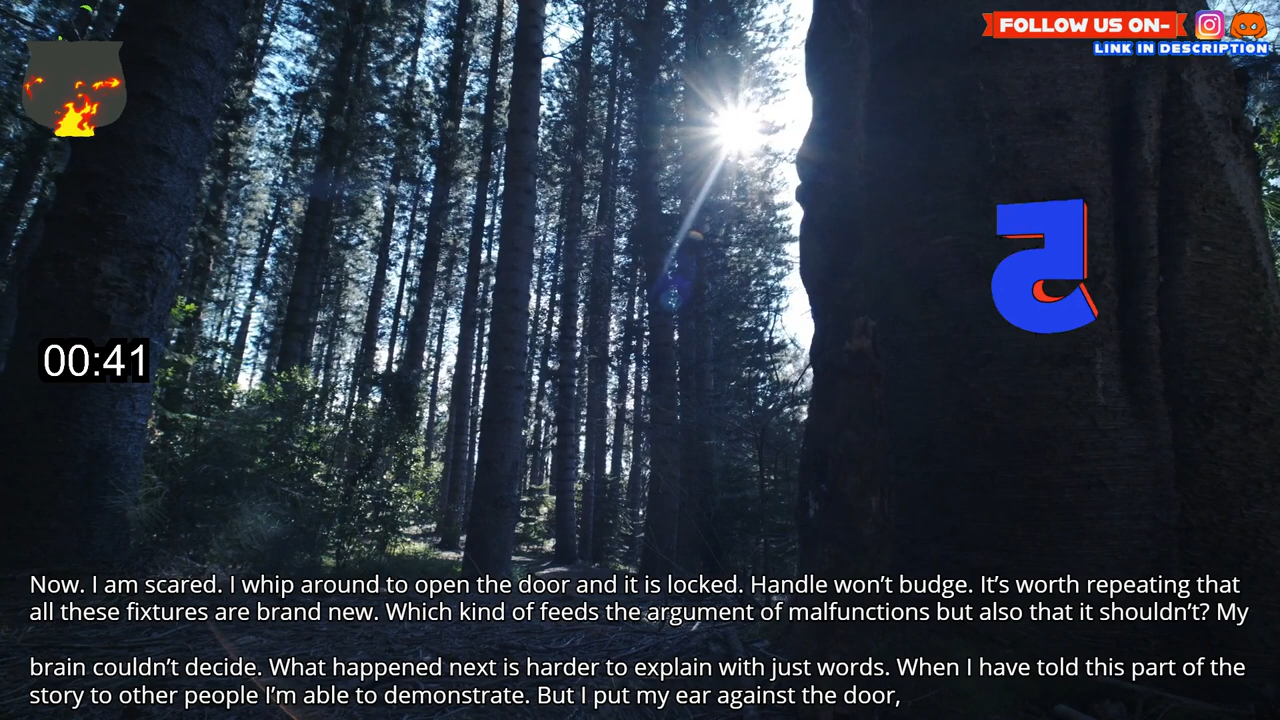 FOLLOW US ON-
LINK IN DESCRIPTION
5
00:41
Now. I am scared. I whip around to open the door and it is locked. Handle won’t budge. It’s worth repeating that
all these fixtures are brand new. Which kind of feeds the argument of malfunctions but also that it shouldn’t? My
brain couldn’t decide. What happened next is harder to explain with just words. When I have told this part of the
story to other people I’m able to demonstrate. But I put my ear against the door,